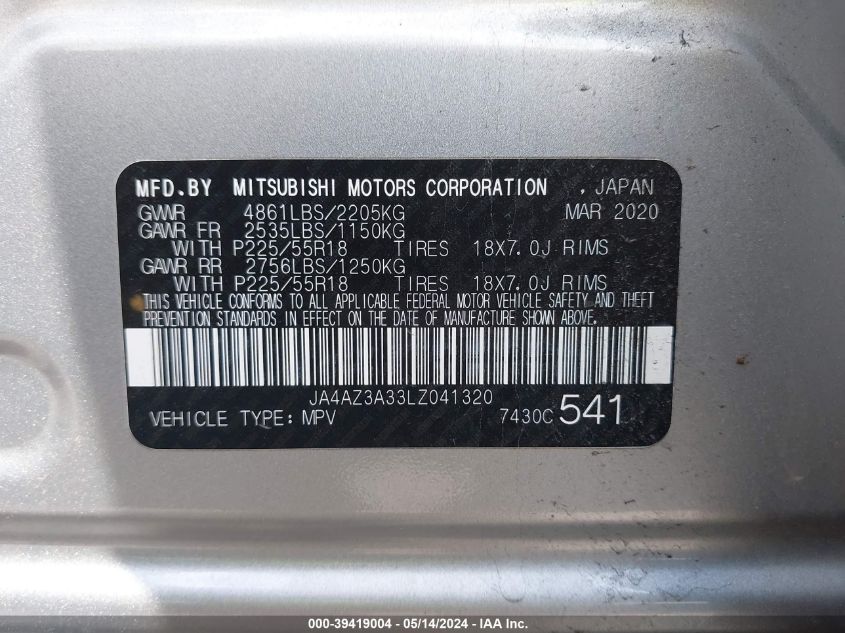 MFD.BY MITSUBISHI MOTORS CORPORATION , JAPAN
GVWR 4861LBS/2205KG MAR 2020
GAWR FR 2535LBS/1150KG
WITH P225/55R18 TIRES 18X7.0J RIMS
GAWR RR 2756LBS/1250KG
WITH P225/55R18 TIRES 18X7.0J RIMS
THIS VEHICLE CONFORMS TO ALL APPLICABLE FEDERAL MOTOR VEHICLE SAFETY AND THEFT
PREVENTION STANDARDS IN EFFECT ON THE DATE OF MANUFACTURE SHOWN ABOVE.
JA4AZ3A33LZ041320
VEHICLE TYPE: MPV 7430C 541
000-39419004 - 05/14/2024 - IAA Inc.